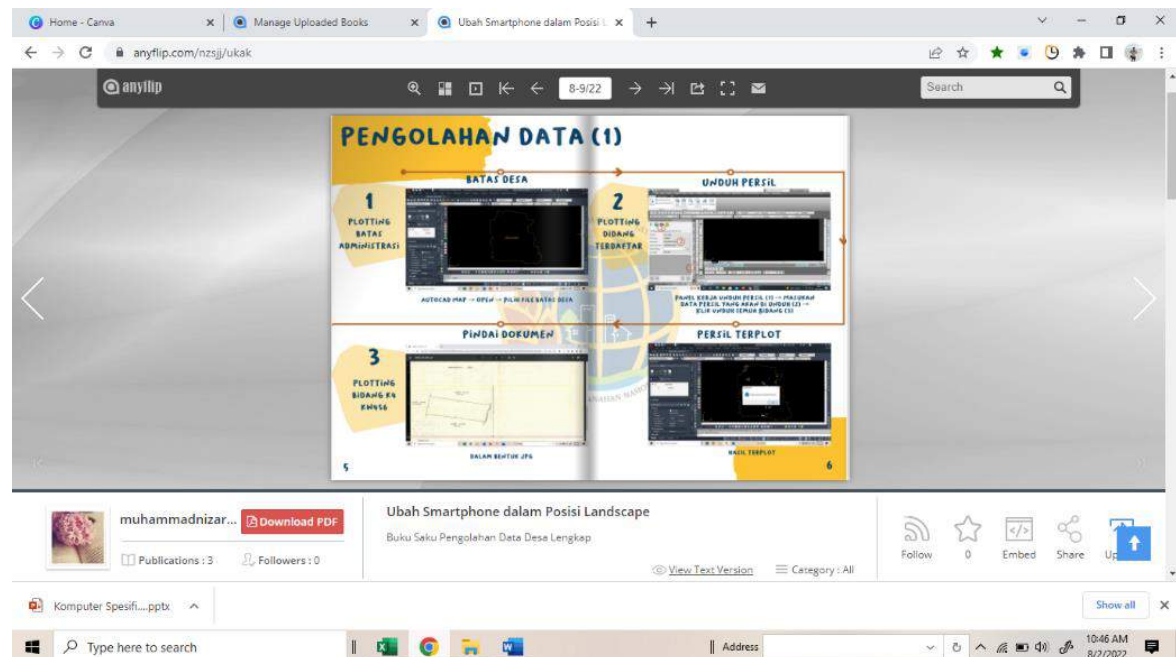 Home - Canva
Manage Uploaded Books
Ubah Smartphone dalam Posisi L
anyflip.com/nzsjj/ukak
anyflip
8-9/22
Search
PENGOLAHAN DATA (1)
BATAS DESA
UNDUH PERSIL
1
PLOTTING
BATAS
ADMINISTRASI
2
PLOTTING
DIDANG
TERDAFTAR
AUTOCAD MAP → OPEN → PILIH FILE BATAS DESA
PANEL KERJA UNDUH PERSIL (1) → MASUKAN
DATA PERSIL YANG AKAN DI UNDUH (2) →
KLIK UNDUH SEMUA BIDANG (3)
PINDAI DOKUMEN
PERSIL TERPLOT
3
PLOTTING
BIDANG K4
KW456
DALAM BENTUK JPG
HASIL TERPLOT
5
6
muhammadnizar...
Download PDF
Publications : 3
Followers : 0
Ubah Smartphone dalam Posisi Landscape
Buku Saku Pengolahan Data Desa Lengkap
View Text Version
Category : All
Follow
0
Embed
Share
Komputer Spesifi....pptx
Show all
Type here to search
Address
10:46 AM
8/2/2022